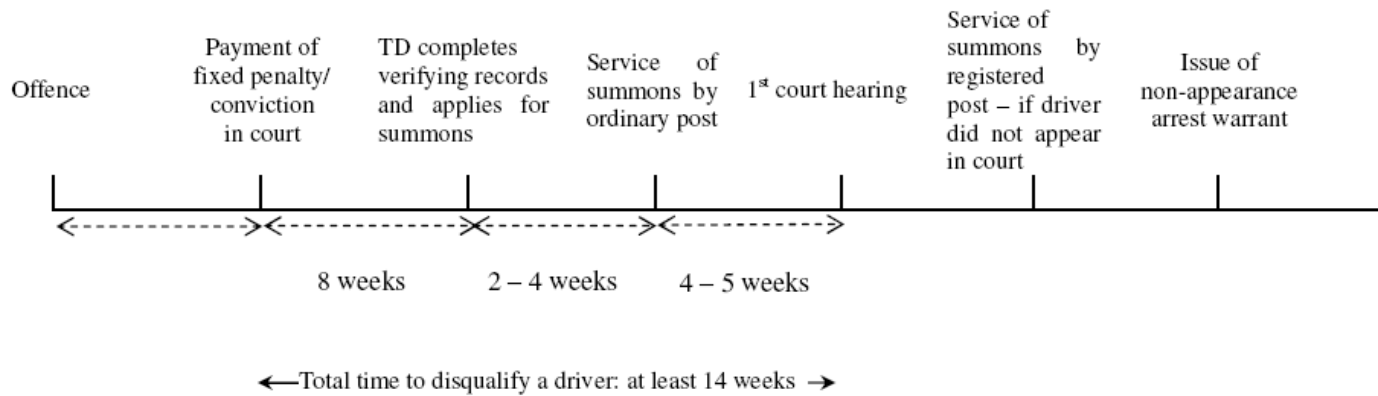 Offence
Payment of
fixed penalty/
conviction
in court
TD completes
verifying records
and applies for
summons
Service of
summons by
ordinary post
1st court hearing
Service of
summons by
registered
post – if driver
did not appear
in court
Issue of
non-appearance
arrest warrant
8 weeks
2 – 4 weeks
4 – 5 weeks
Total time to disqualify a driver: at least 14 weeks